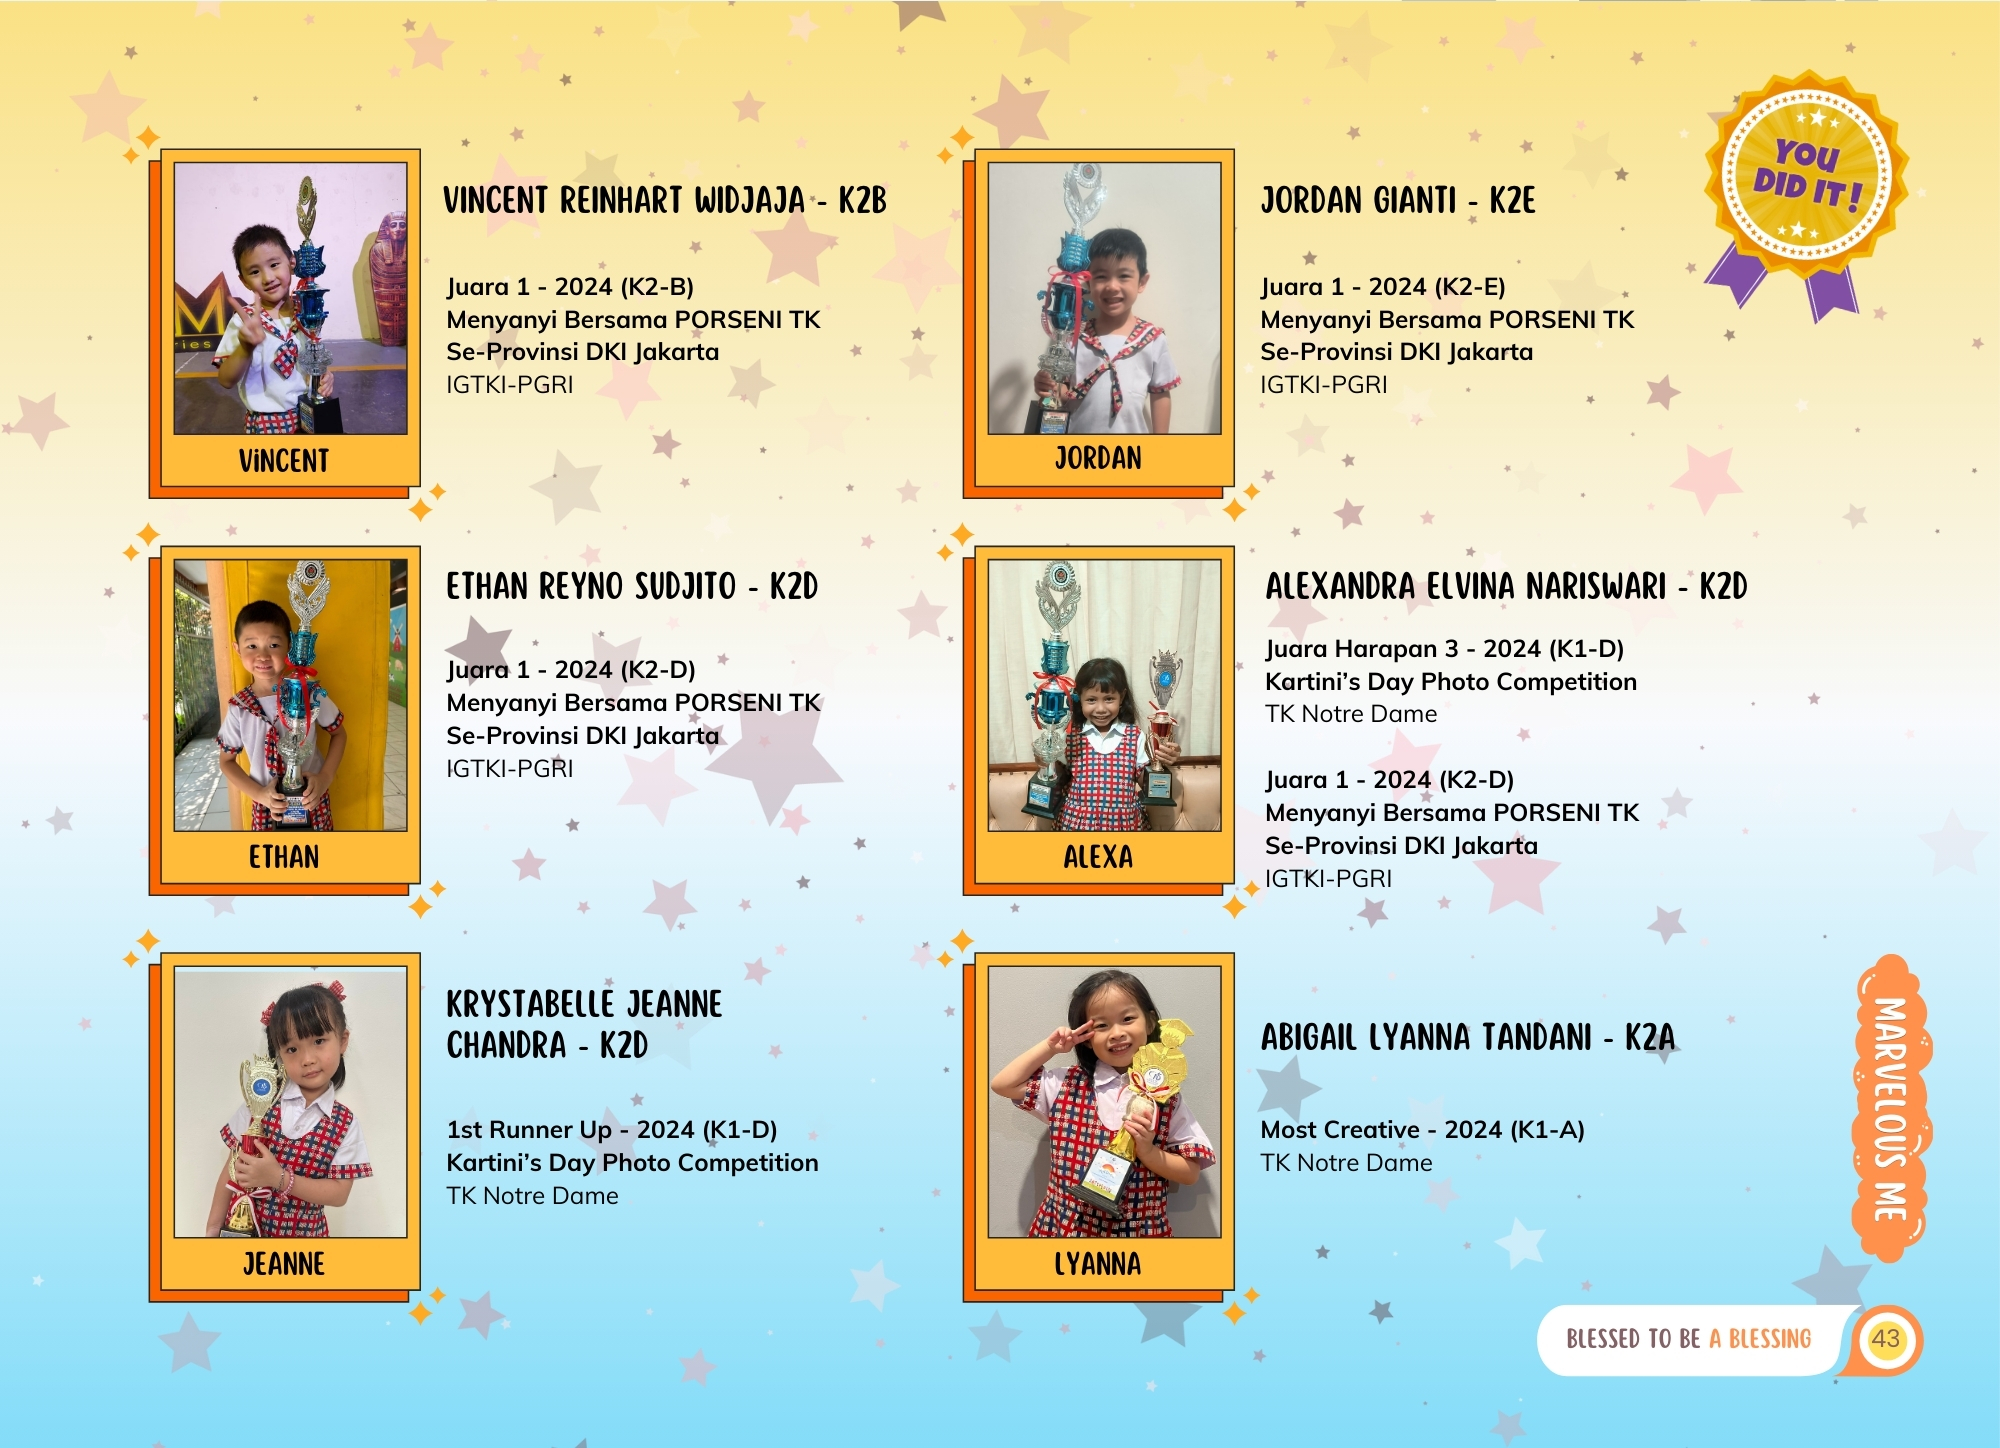 YOU
DID IT!
VINCENT REINHART WIDJAJA - K2B
Juara 1 - 2024 (K2-B)
Menyanyi Bersama PORSENI TK
Se-Provinsi DKI Jakarta
IGTKI-PGRI
VINCENT
JORDAN GIANTI - K2E
Juara 1 - 2024 (K2-E)
Menyanyi Bersama PORSENI TK
Se-Provinsi DKI Jakarta
IGTKI-PGRI
JORDAN
ETHAN REYNO SUDJITO - K2D
Juara 1 - 2024 (K2-D)
Menyanyi Bersama PORSENI TK
Se-Provinsi DKI Jakarta
IGTKI-PGRI
ETHAN
ALEXANDRA ELVINA NARISWARI - K2D
Juara Harapan 3 - 2024 (K1-D)
Kartini’s Day Photo Competition
TK Notre Dame
Juara 1 - 2024 (K2-D)
Menyanyi Bersama PORSENI TK
Se-Provinsi DKI Jakarta
IGTKI-PGRI
ALEXA
KRYSTABELLE JEANNE
CHANDRA - K2D
1st Runner Up - 2024 (K1-D)
Kartini’s Day Photo Competition
TK Notre Dame
JEANNE
ABIGAIL LYANNA TANDANI - K2A
Most Creative - 2024 (K1-A)
TK Notre Dame
LYANNA
MARVELOUS ME
BLESSED TO BE A BLESSING
43